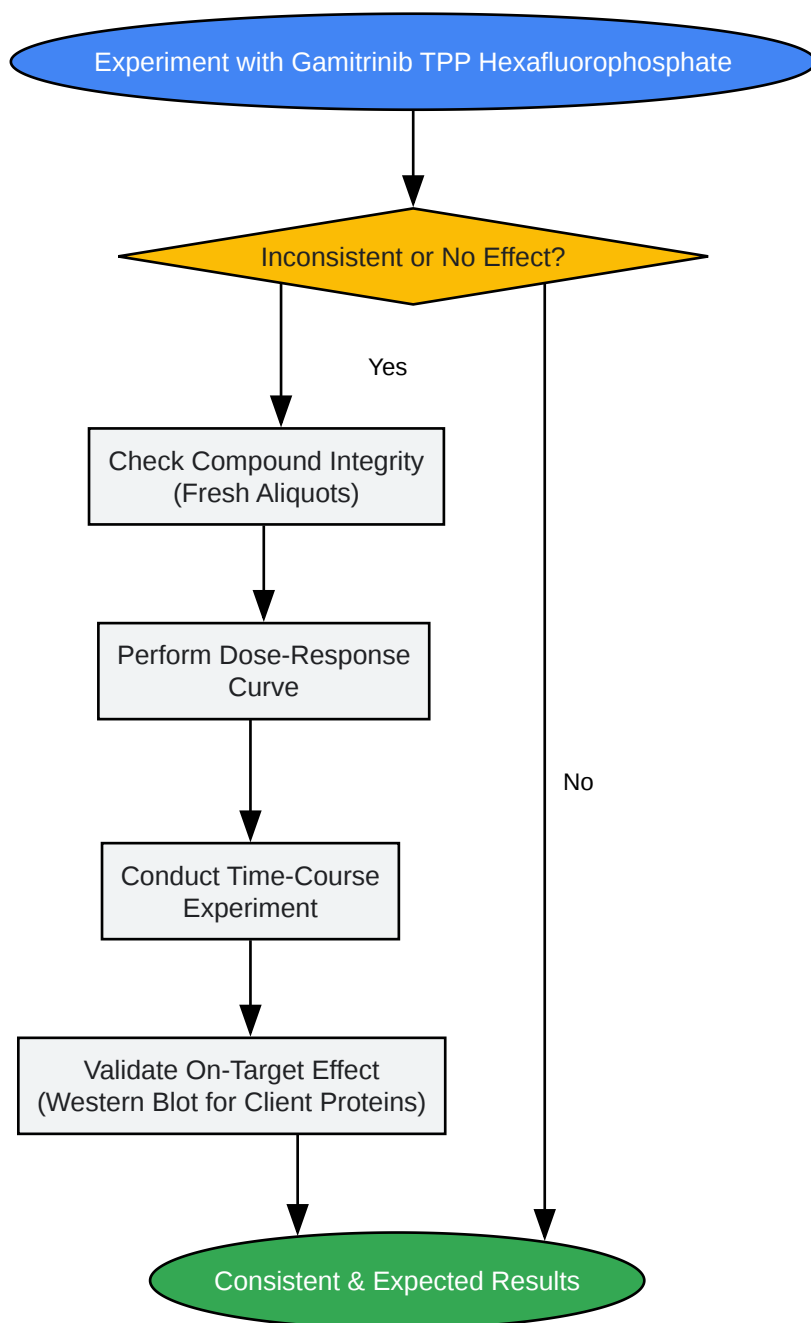 Experiment with Gamitrinib TPP Hexafluorophosphate
Inconsistent or No Effect?
Yes
Check Compound Integrity
(Fresh Aliquots)
Perform Dose-Response
Curve
No
Conduct Time-Course
Experiment
Validate On-Target Effect
(Western Blot for Client Proteins)
Consistent & Expected Results